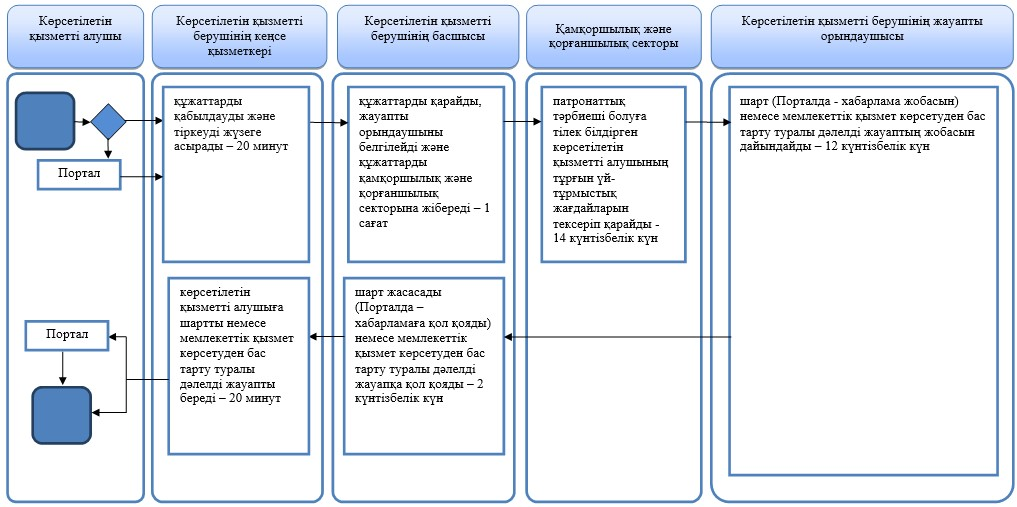 Көрсетілетін
қызметті алушы
Көрсетілетін қызметті
берушінің кеңсе
қызметкері
Көрсетілетін қызметті
берушінің басшысы
Қамқоршылық және
қорғаншылық секторы
Көрсетілетін қызметті берушінің жауапты
орындаушысы
Портал
құжаттарды
қабылдауды және
тіркеуді жүзеге
асырады – 20 минут
құжаттарды қарайды,
жауапты
орындаушыны
белгілейді және
құжаттарды
қамқоршылық және
қорғаншылық
секторына жібереді – 1
сағат
патронаттық
тәрбиеші болуға
тілек білдірген
көрсетілетін
қызметті алушының
тұрғын үй-
тұрмыстық
жағдайларын
тексеріп қарайды -
14 күнтізбелік күн
шарт (Порталда - хабарлама жобасын)
немесе мемлекеттік қызмет көрсетуден бас
тарту туралы дәлелді жауаптың жобасын
дайындайды – 12 күнтізбелік күн
шарт жасасады
(Порталда –
хабарламаға қол қояды)
немесе мемлекеттік
қызмет көрсетуден бас
тарту туралы дәлелді
жауапқа қол қояды – 2
күнтізбелік күн
көрсетілетін
қызметті алушыға
шартты немесе
мемлекеттік қызмет
көрсетуден бас
тарту туралы
дәлелді жауапты
береді – 20 минут
Портал